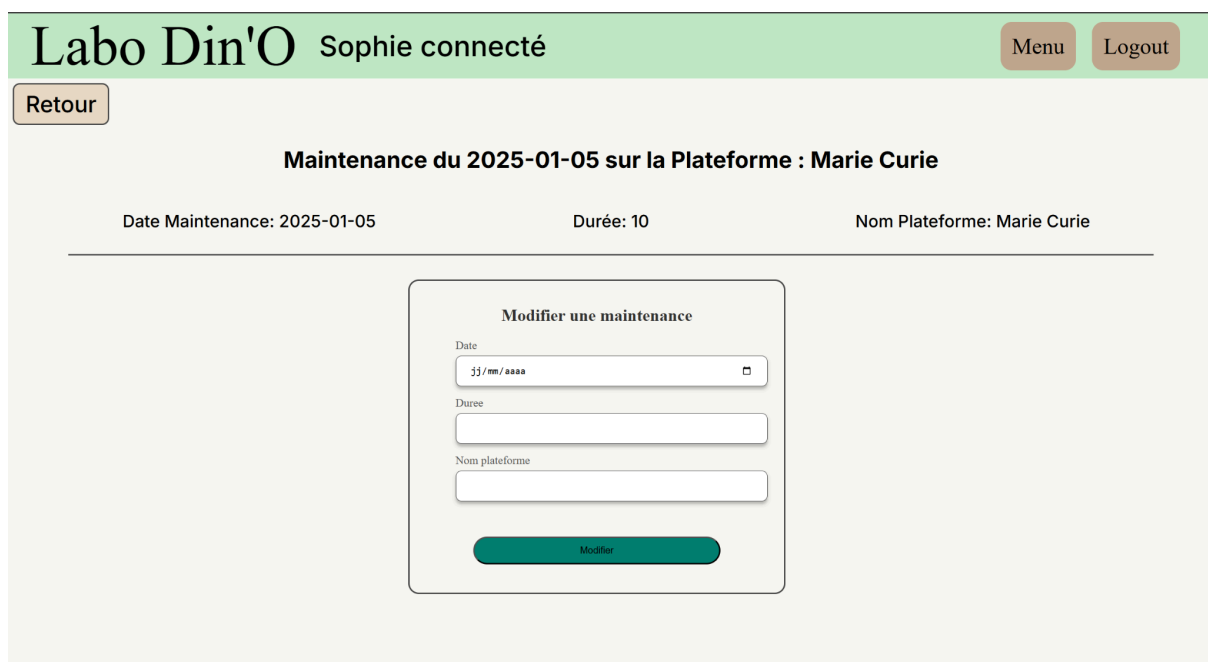 Labo Din'O Sophie connecté Menu Logout
Retour
Maintenance du 2025-01-05 sur la Plateforme : Marie Curie
Date Maintenance: 2025-01-05 Durée: 10 Nom Plateforme: Marie Curie
Modifier une maintenance
Date
jj/mm/aaaa
Duree
Nom plateforme
Modifier